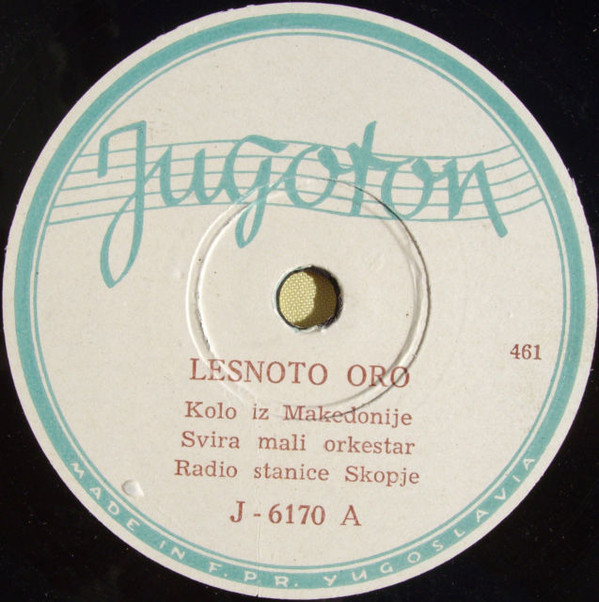 Jugoton
461
LESNOTO ORO
Kolo iz Makedonije
Svira mali orkestar
Radio stanice Skopje
J - 6170 A
MADE IN F. P. R. YUGOSLAVIA